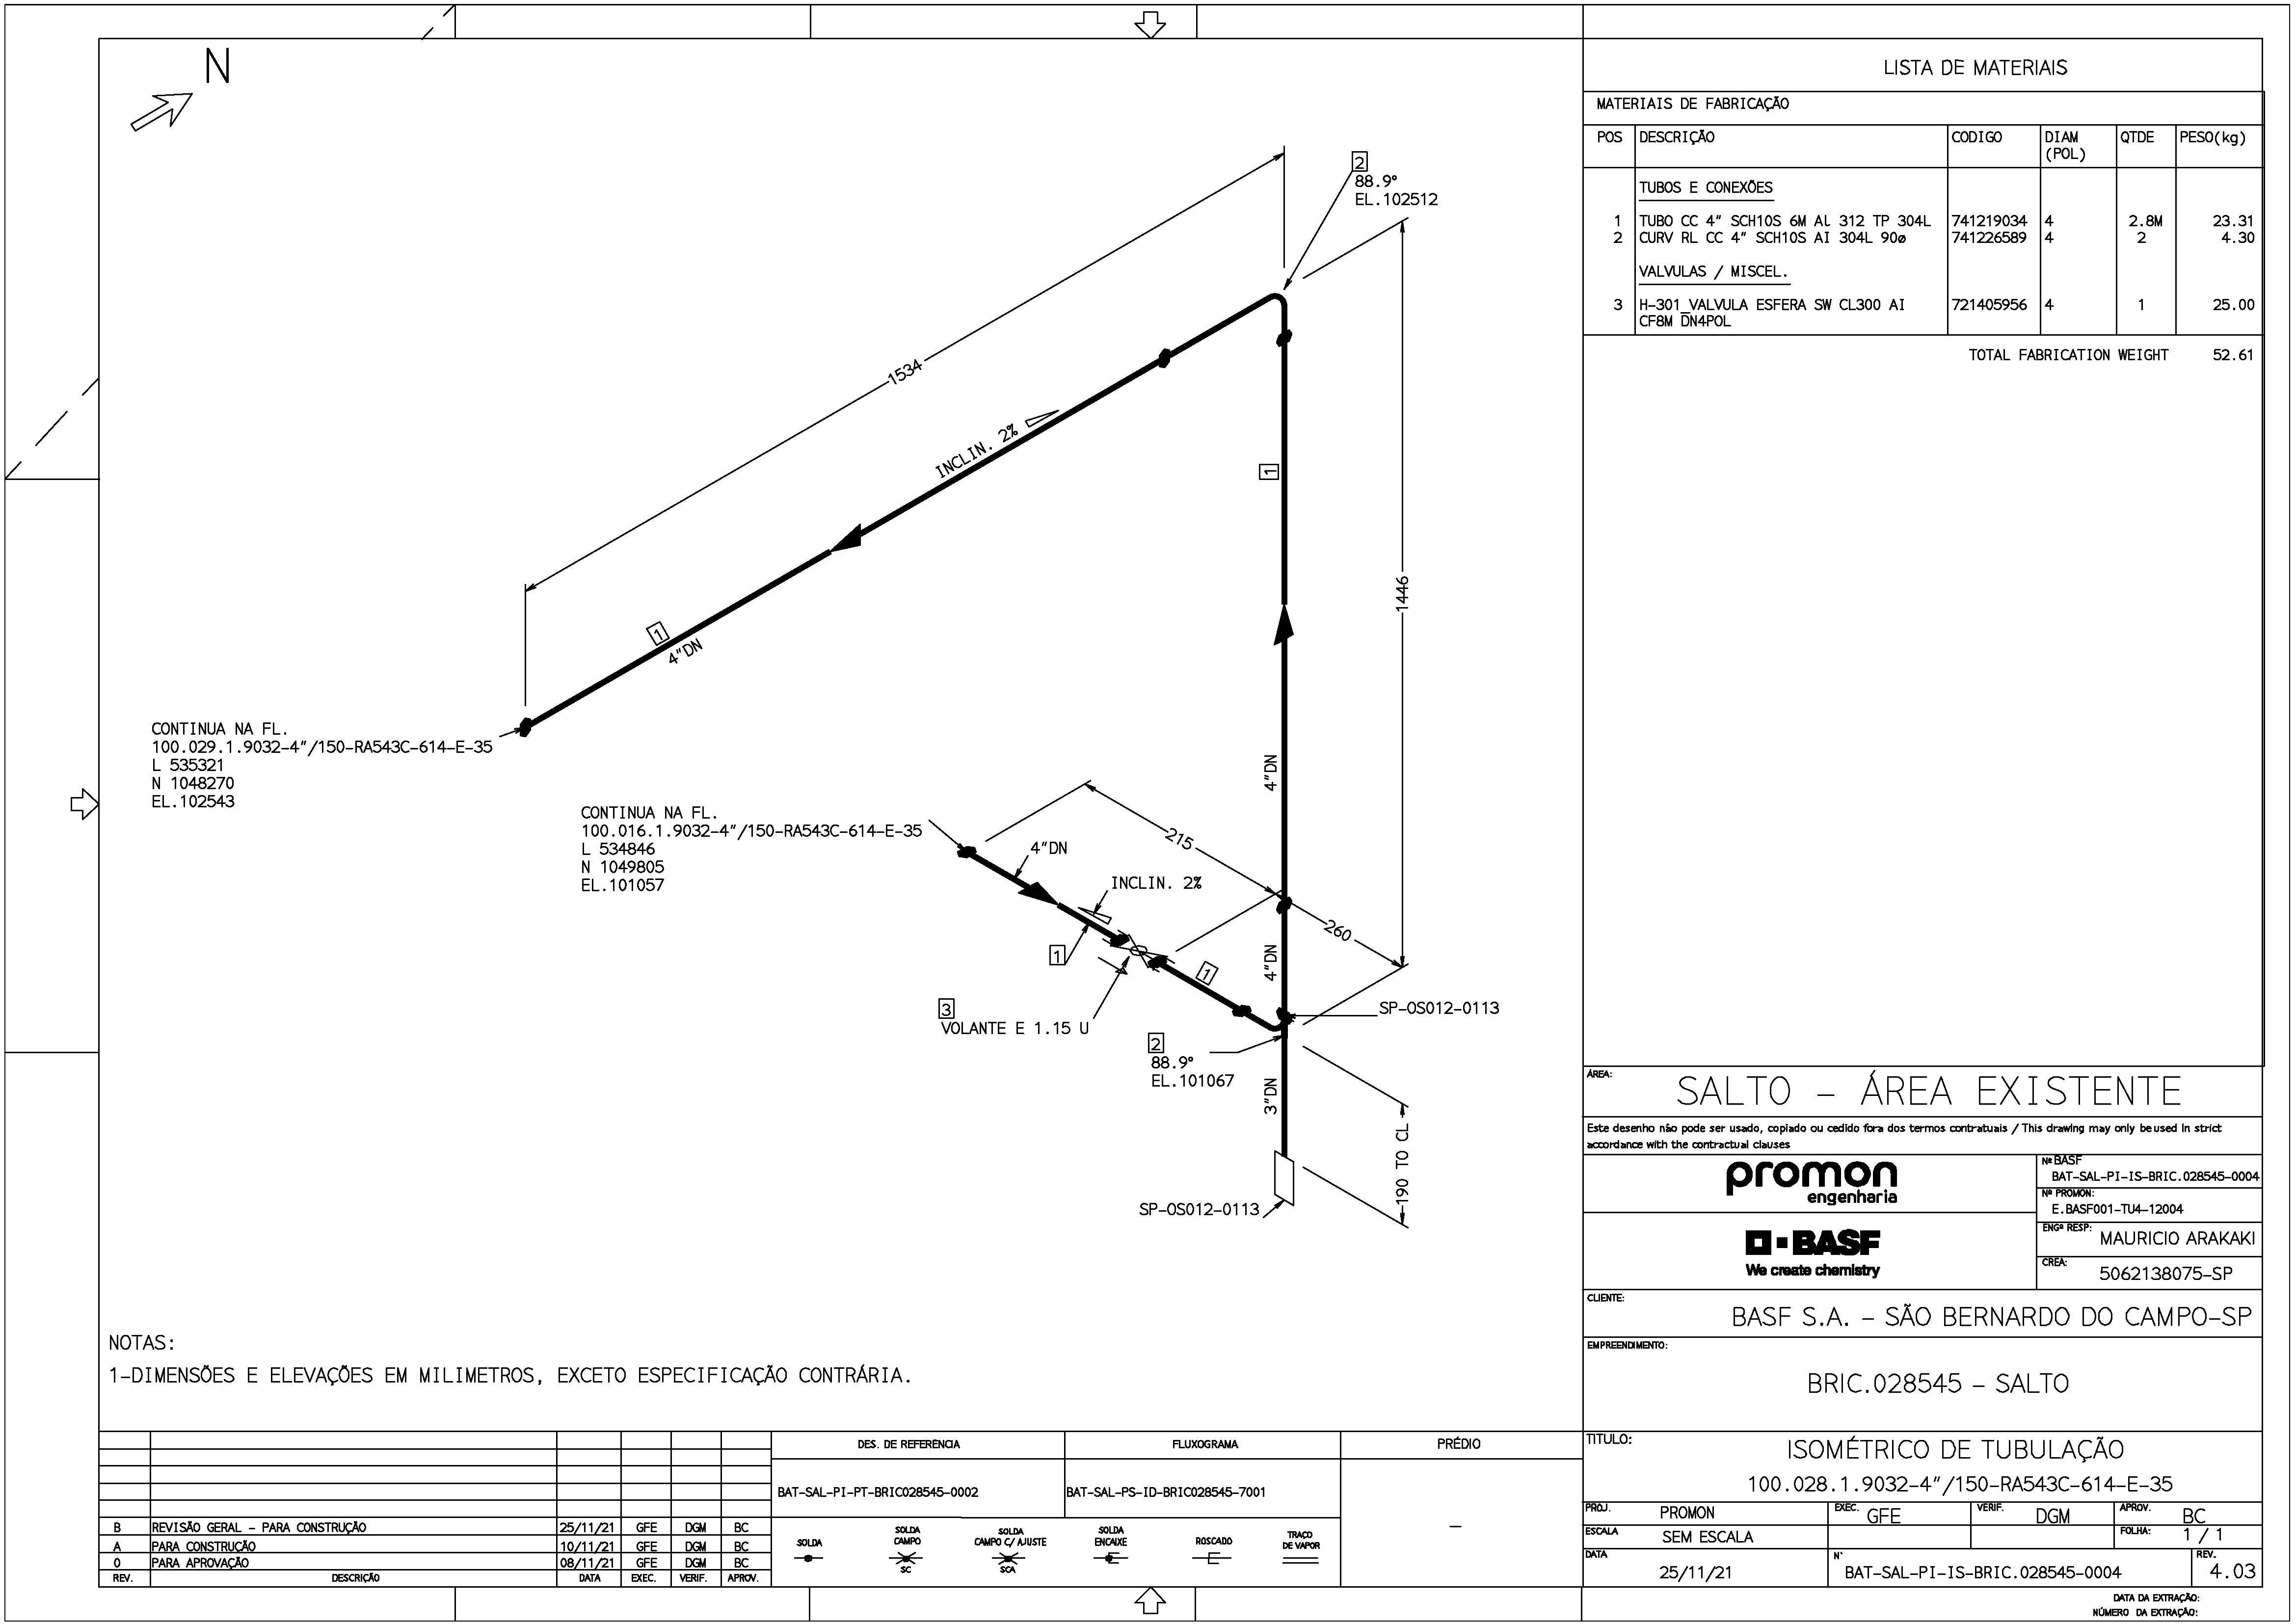 N
2
88.9°
EL.102512
1534
INCLIN. 2%
1
1446
1
4"DN
4"DN
CONTINUA NA FL.
100.029.1.9032-4"/150-RA543C-614-E-35
L 535321
N 1048270
EL.102543
CONTINUA NA FL.
100.016.1.9032-4"/150-RA543C-614-E-35
L 534846
N 1049805
EL.101057
4"DN
215
INCLIN. 2%
260
1
1
4"DN
3
VOLANTE E 1.15 U
SP-OS012-0113
2
88.9°
EL.101067
3"DN
190 TO CL
SP-OS012-0113
NOTAS:
1-DIMENSÕES E ELEVAÇÕES EM MILIMETROS, EXCETO ESPECIFICAÇÃO CONTRÁRIA.
LISTA DE MATERIAIS
MATERIAIS DE FABRICAÇÃO
POS DESCRIÇÃO CODIGO DIAM (POL) QTDE PESO(kg)
TUBOS E CONEXÕES
1 TUBO CC 4" SCH10S 6M Al 312 TP 304L 741219034 4 2.8M 23.31
2 CURV RL CC 4" SCH10S AI 304L 90ø 741226589 4 2 4.30
VALVULAS / MISCEL.
3 H-301_VALVULA ESFERA SW CL300 AI 721405956 4 1 25.00
CF8M DN4POL
TOTAL FABRICATION WEIGHT 52.61
ÁREA:
SALTO - ÁREA EXISTENTE
Este desenho não pode ser usado, copiado ou cedido fora dos termos contratuais / This drawing may only be used in strict
accordance with the contractual clauses
promon
engenharia
Nº BASF
BAT-SAL-PI-IS-BRIC.028545-0004
Nº PROMON:
E.BASF001-TU4-12004
BASF
We create chemistry
ENGº RESP:
MAURICIO ARAKAKI
CREA:
5062138075-SP
CLIENTE:
BASF S.A. - SÃO BERNARDO DO CAMPO-SP
EMPREENDIMENTO:
BRIC.028545 - SALTO
TITULO:
ISOMÉTRICO DE TUBULAÇÃO
100.028.1.9032-4"/150-RA543C-614-E-35
PROJ. PROMON EXEC. GFE VERIF. DGM APROV. BC
ESCALA SEM ESCALA FOLHA: 1 / 1
DATA 25/11/21 N° BAT-SAL-PI-IS-BRIC.028545-0004 REV. 4.03
DATA DA EXTRAÇÃO:
NÚMERO DA EXTRAÇÃO:
DES. DE REFERÊNCIA FLUXOGRAMA PRÉDIO
BAT-SAL-PI-PT-BRIC028545-0002 BAT-SAL-PS-ID-BRIC028545-7001 —
B REVISÃO GERAL - PARA CONSTRUÇÃO 25/11/21 GFE DGM BC
A PARA CONSTRUÇÃO 10/11/21 GFE DGM BC
0 PARA APROVAÇÃO 08/11/21 GFE DGM BC
REV. DESCRIÇÃO DATA EXEC. VERIF. APROV.
SOLDA
SOLDA CAMPO
SC
SOLDA CAMPO C/ AJUSTE
SCA
SOLDA ENCAIXE
ROSCADO
TRAÇO DE VAPOR